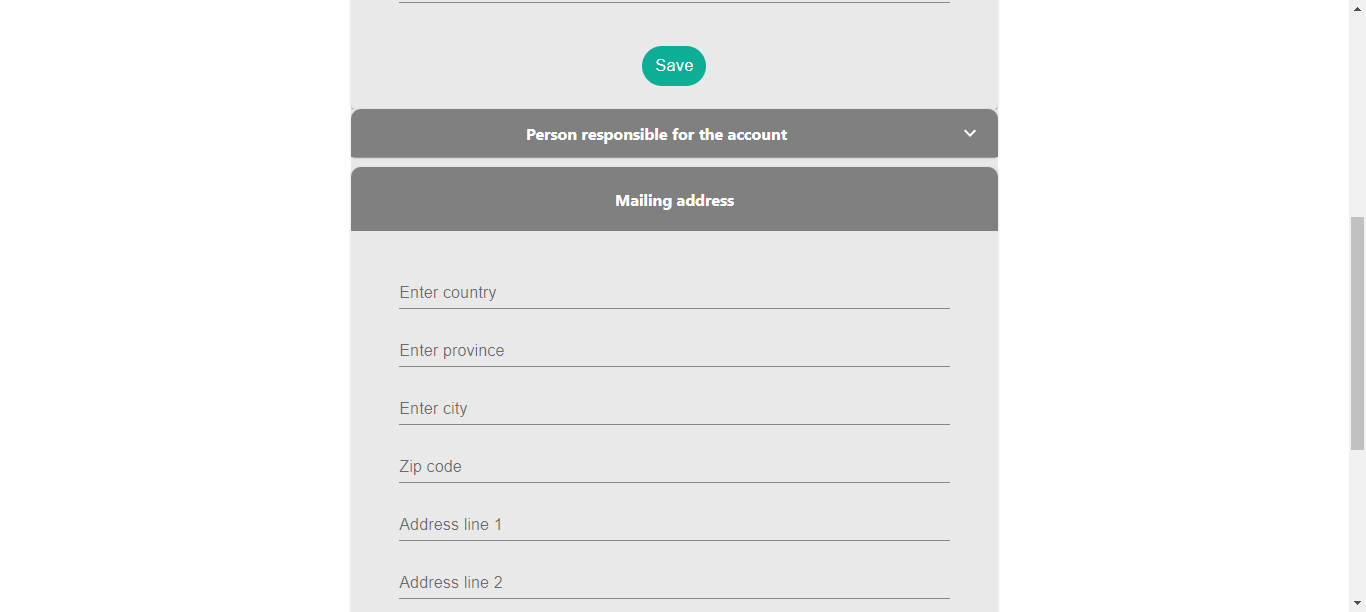 Save
Person responsible for the account
Mailing address
Enter country
Enter province
Enter city
Zip code
Address line 1
Address line 2